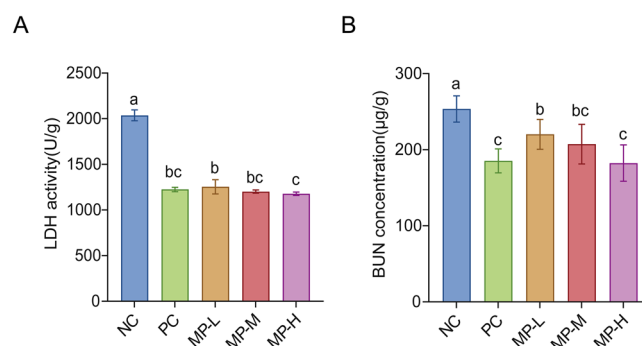 A
LDH activity(U/g)
2500
2000
1500
1000
500
0
a
bc
b
bc
c
NC
PC
MP-L
MP-M
MP-H
B
BUN concentration(μg/g)
300
200
100
0
a
c
b
bc
c
NC
PC
MP-L
MP-M
MP-H